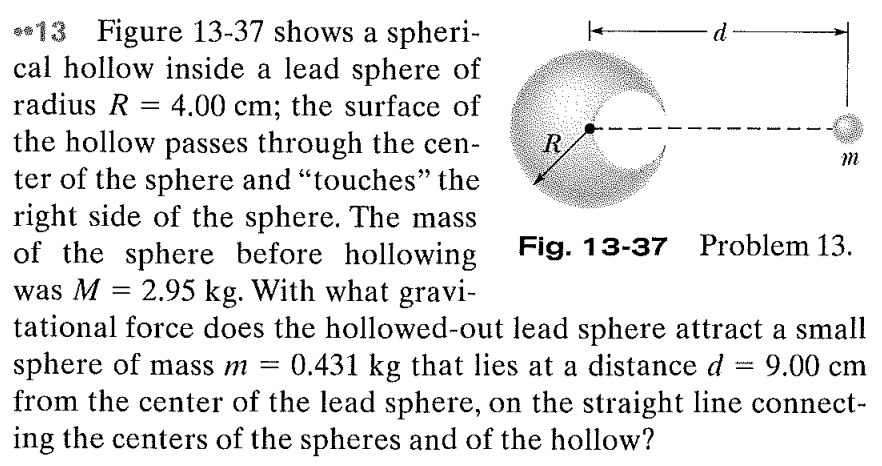 ••13 Figure 13-37 shows a spheri-
cal hollow inside a lead sphere of
radius R = 4.00 cm; the surface of
the hollow passes through the cen-
ter of the sphere and “touches” the
right side of the sphere. The mass
of the sphere before hollowing
was M = 2.95 kg. With what gravi-
tational force does the hollowed-out lead sphere attract a small
sphere of mass m = 0.431 kg that lies at a distance d = 9.00 cm
from the center of the lead sphere, on the straight line connect-
ing the centers of the spheres and of the hollow?
d
R
m
Fig. 13-37 Problem 13.